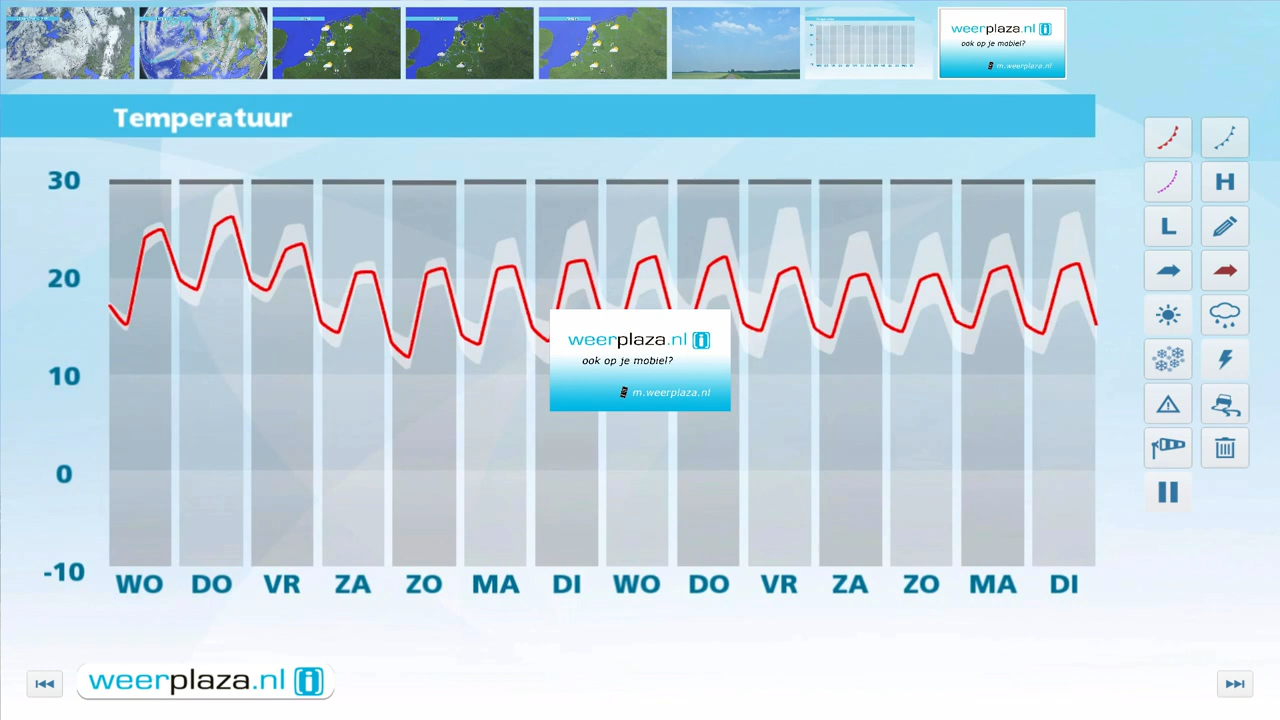 weerplaza.nl
ook op je mobiel?
m.weerplaza.nl
Temperatuur
30
20
10
0
-10
H
L
weerplaza.nl
ook op je mobiel?
m.weerplaza.nl
WO DO VR ZA ZO MA DI WO DO VR ZA ZO MA DI
weerplaza.nl